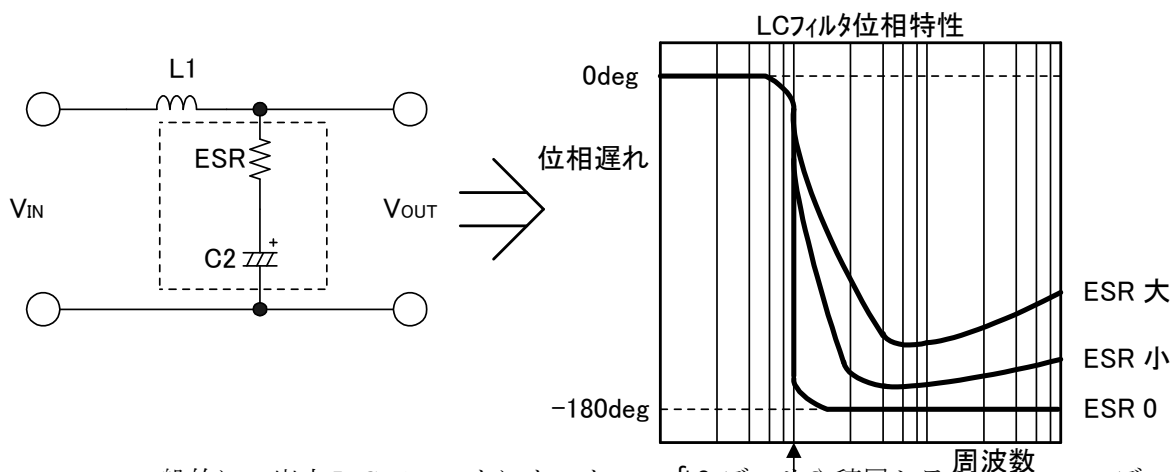 LCフィルタ位相特性
L1
ESR
C2
+
VIN
VOUT
0deg
位相遅れ
-180deg
ESR 大
ESR 小
ESR 0
周波数